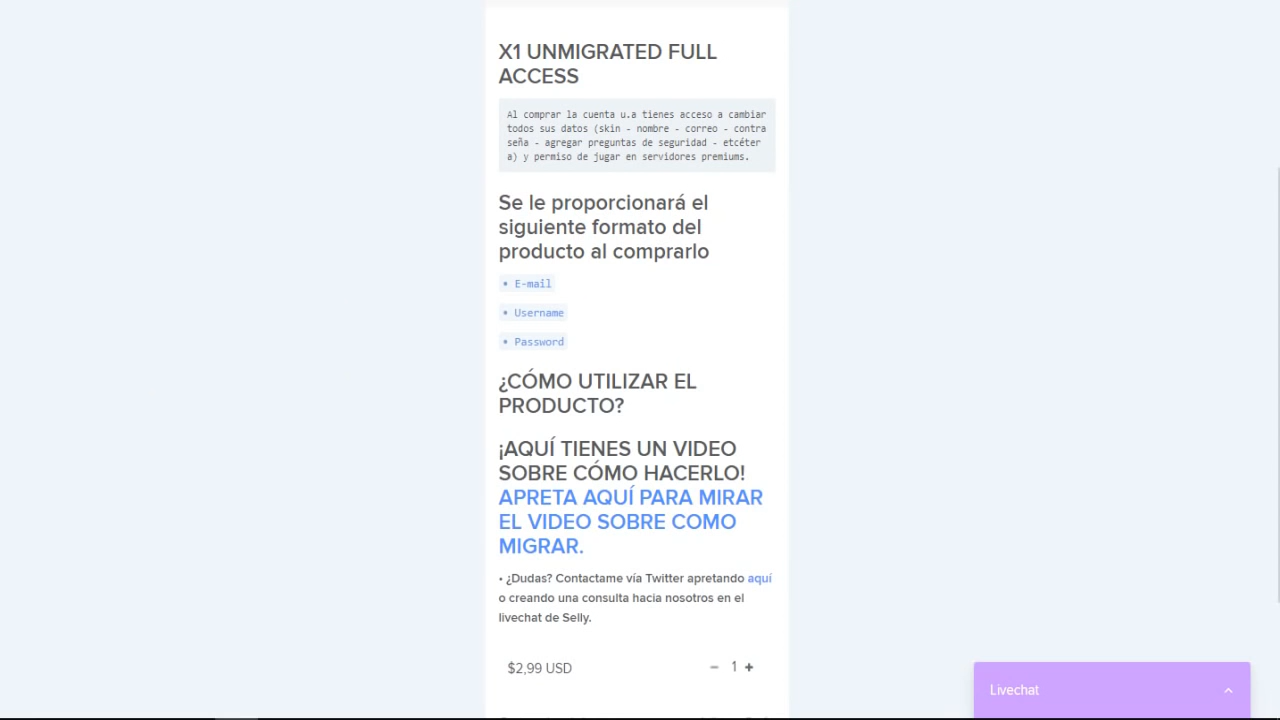 X1 UNMIGRATED FULL
ACCESS
Al comprar la cuenta u.a tienes acceso a cambiar
todos sus datos (skin - nombre - correo - contra
seña - agregar preguntas de seguridad - etcéter
a) y permiso de jugar en servidores premiums.
Se le proporcionará el
siguiente formato del
producto al comprarlo
• E-mail
• Username
• Password
¿CÓMO UTILIZAR EL
PRODUCTO?
¡AQUÍ TIENES UN VIDEO
SOBRE CÓMO HACERLO!
APRETA AQUÍ PARA MIRAR
EL VIDEO SOBRE COMO
MIGRAR.
• ¿Dudas? Contactame vía Twitter apretando aquí
o creando una consulta hacia nosotros en el
livechat de Selly.
$2,99 USD − 1 +
Livechat